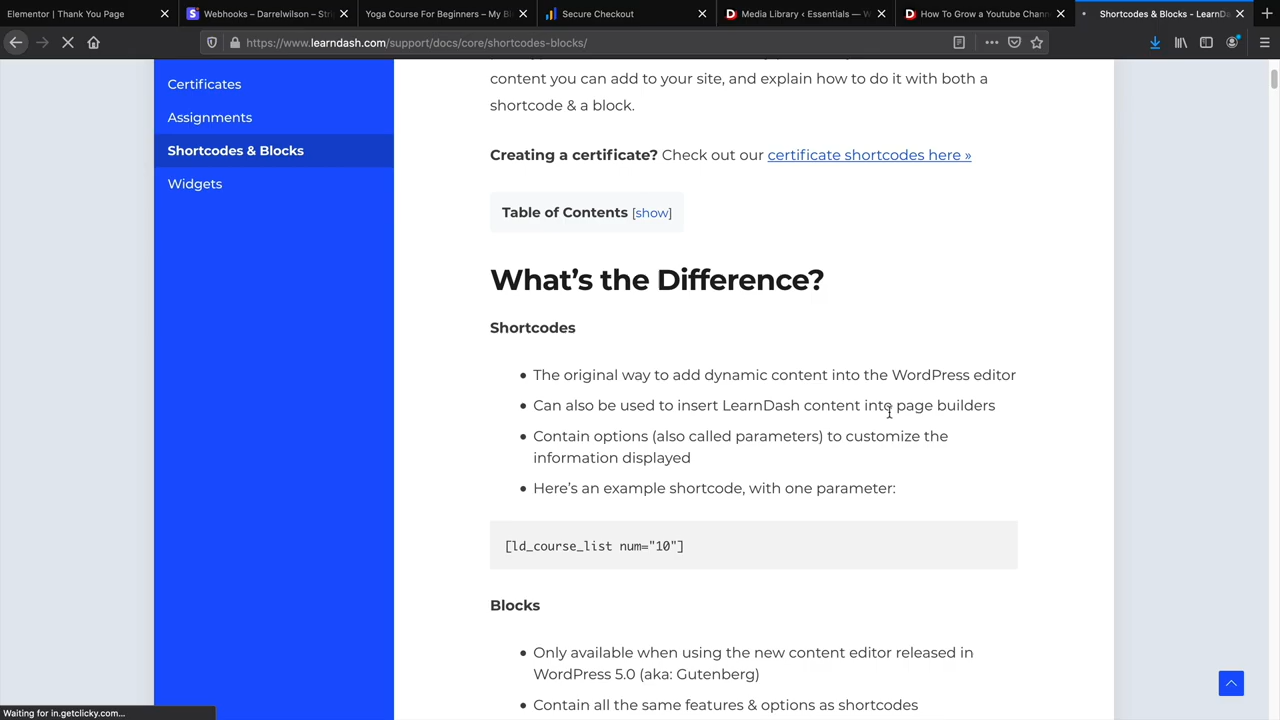 Elementor | Thank You Page
Webhooks – Darrelwilson – Stri
Yoga Course For Beginners – My Bl
Secure Checkout
Media Library ‹ Essentials — W
How To Grow a Youtube Chann
Shortcodes & Blocks - LearnDa
https://www.learndash.com/support/docs/core/shortcodes-blocks/
Certificates
Assignments
Shortcodes & Blocks
Widgets
content you can add to your site, and explain how to do it with both a
shortcode & a block.
Creating a certificate? Check out our certificate shortcodes here »
Table of Contents [show]
What's the Difference?
Shortcodes
• The original way to add dynamic content into the WordPress editor
• Can also be used to insert LearnDash content into page builders
• Contain options (also called parameters) to customize the
information displayed
• Here's an example shortcode, with one parameter:
[ld_course_list num="10"]
Blocks
• Only available when using the new content editor released in
WordPress 5.0 (aka: Gutenberg)
• Contain all the same features & options as shortcodes
Waiting for in.getclicky.com...